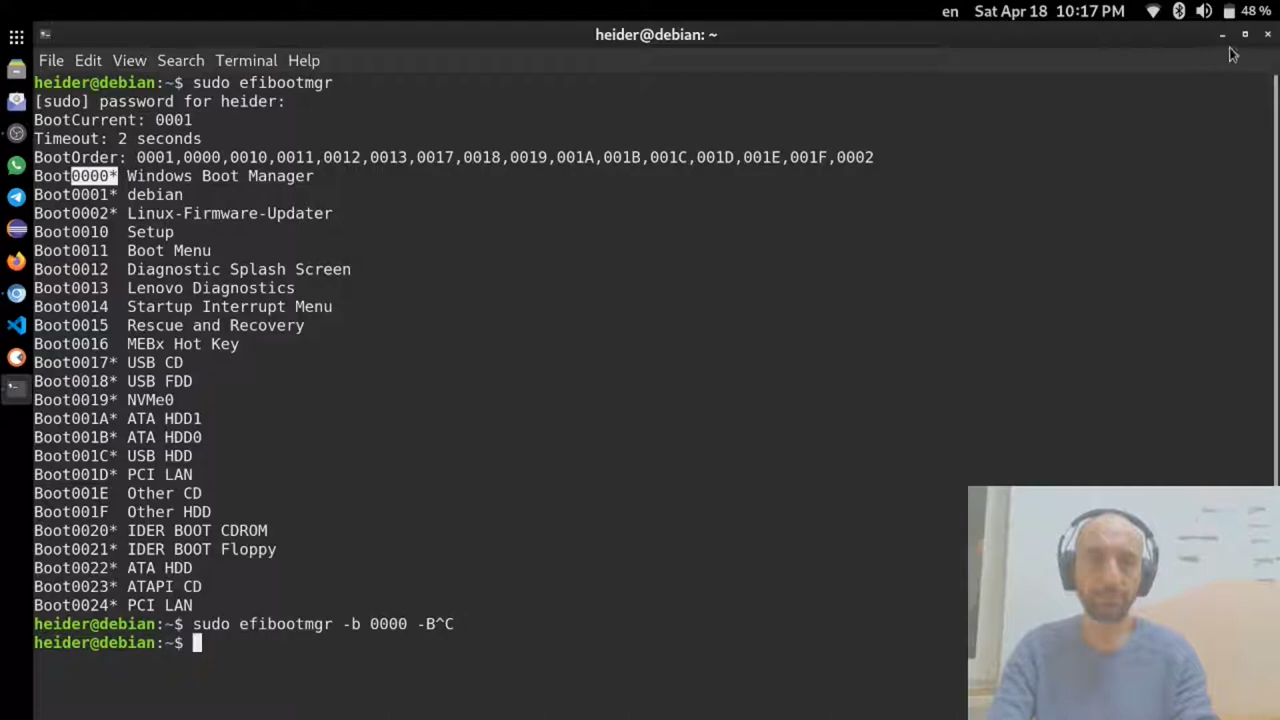 en Sat Apr 18 10:17 PM 48 %
heider@debian: ~
File Edit View Search Terminal Help
heider@debian:~$ sudo efibootmgr
[sudo] password for heider:
BootCurrent: 0001
Timeout: 2 seconds
BootOrder: 0001,0000,0010,0011,0012,0013,0017,0018,0019,001A,001B,001C,001D,001E,001F,0002
Boot0000* Windows Boot Manager
Boot0001* debian
Boot0002* Linux-Firmware-Updater
Boot0010  Setup
Boot0011  Boot Menu
Boot0012  Diagnostic Splash Screen
Boot0013  Lenovo Diagnostics
Boot0014  Startup Interrupt Menu
Boot0015  Rescue and Recovery
Boot0016  MEBx Hot Key
Boot0017* USB CD
Boot0018* USB FDD
Boot0019* NVMe0
Boot001A* ATA HDD1
Boot001B* ATA HDD0
Boot001C* USB HDD
Boot001D* PCI LAN
Boot001E  Other CD
Boot001F  Other HDD
Boot0020* IDER BOOT CDROM
Boot0021* IDER BOOT Floppy
Boot0022* ATA HDD
Boot0023* ATAPI CD
Boot0024* PCI LAN
heider@debian:~$ sudo efibootmgr -b 0000 -B^C
heider@debian:~$